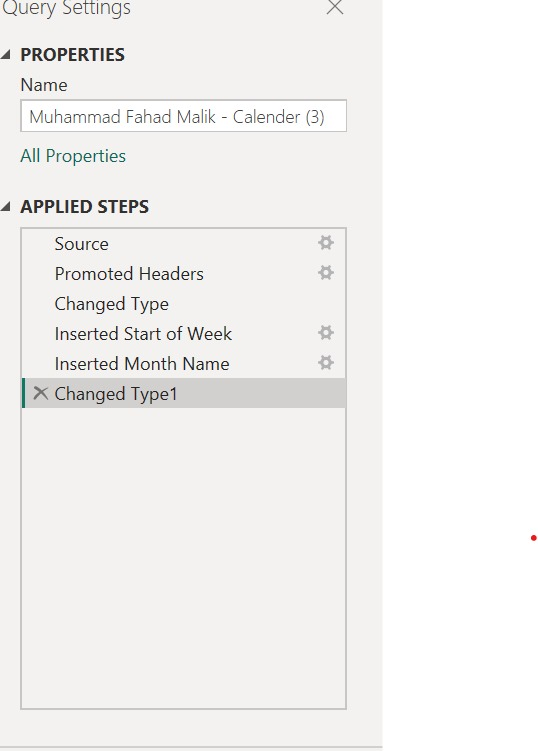 Query Settings
PROPERTIES
Name
Muhammad Fahad Malik - Calender (3)
All Properties
APPLIED STEPS
Source
Promoted Headers
Changed Type
Inserted Start of Week
Inserted Month Name
Changed Type1